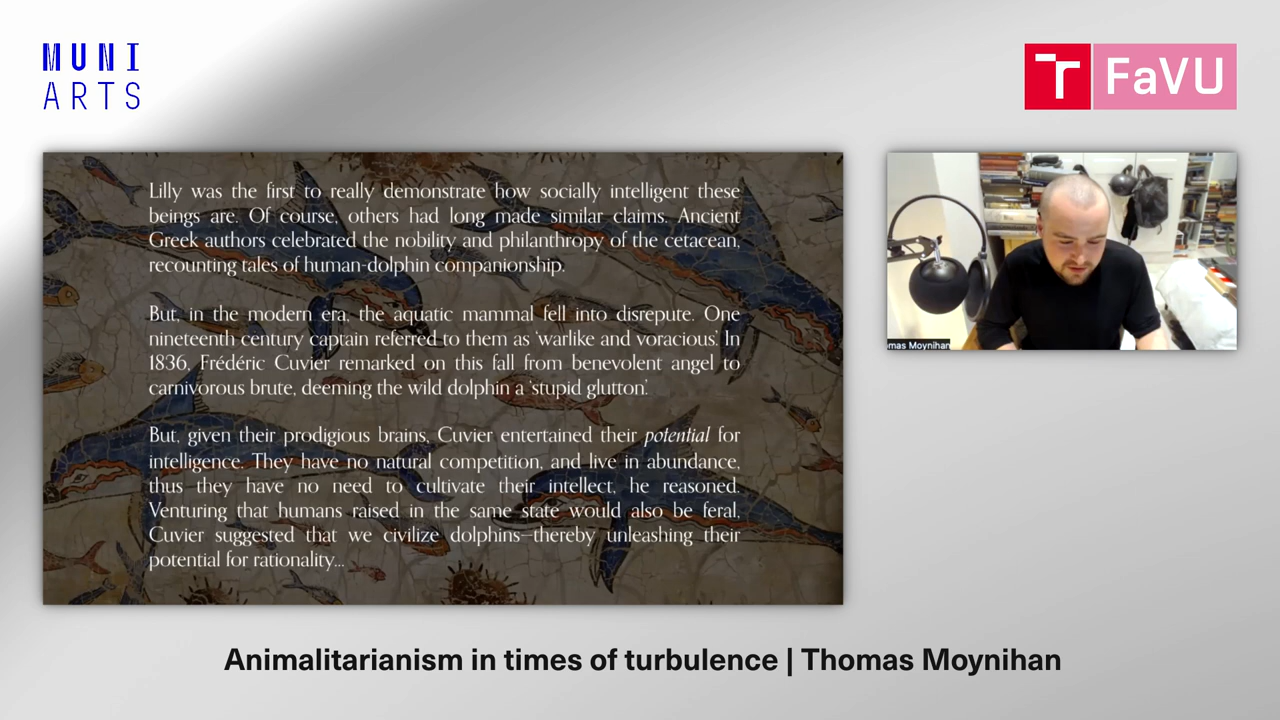 MUNI
ARTS
T FaVU
Lilly was the first to really demonstrate how socially intelligent these
beings are. Of course, others had long made similar claims. Ancient
Greek authors celebrated the nobility and philanthropy of the cetacean,
recounting tales of human-dolphin companionship.
But, in the modern era, the aquatic mammal fell into disrepute. One
nineteenth century captain referred to them as ‘warlike and voracious’. In
1836, Frédéric Cuvier remarked on this fall from benevolent angel to
carnivorous brute, deeming the wild dolphin a ‘stupid glutton’.
But, given their prodigious brains, Cuvier entertained their potential for
intelligence. They have no natural competition, and live in abundance,
thus they have no need to cultivate their intellect, he reasoned.
Venturing that humans raised in the same state would also be feral,
Cuvier suggested that we civilize dolphins—thereby unleashing their
potential for rationality...
omas Moynihan
Animalitarianism in times of turbulence | Thomas Moynihan